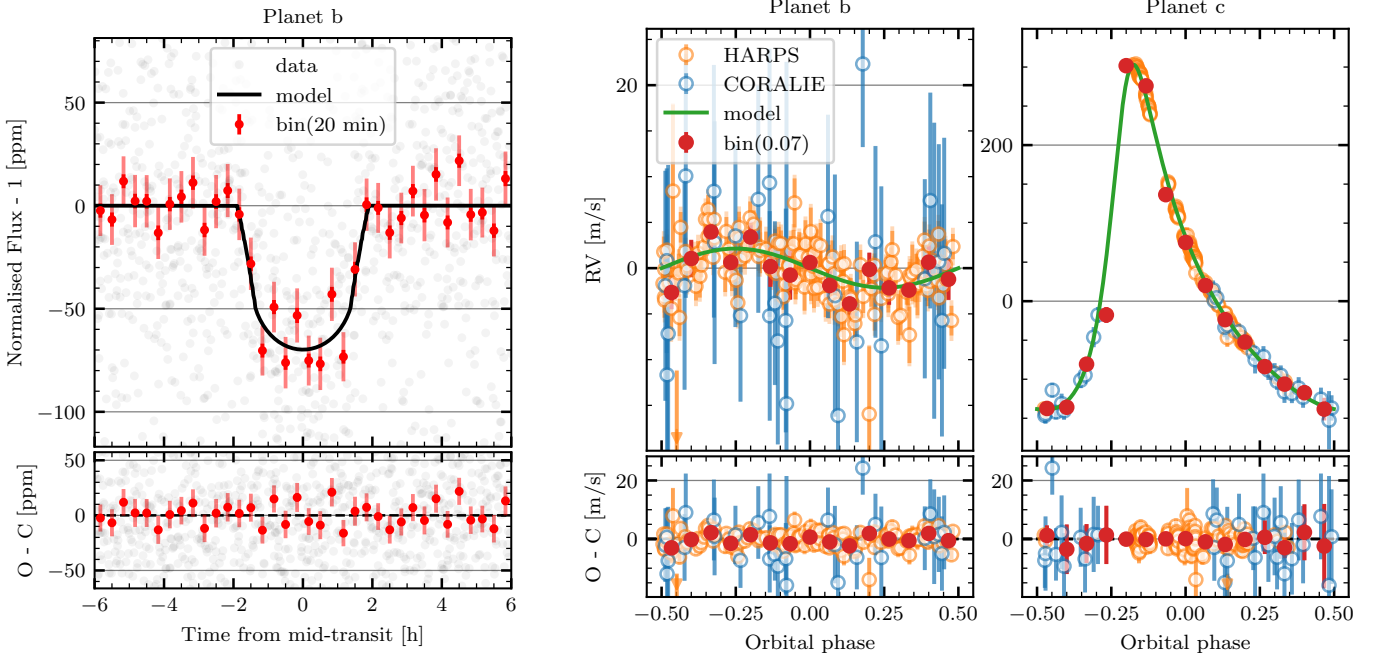 Planet b
data
model
bin(20 min)
50
0
−50
−100
Normalised Flux - 1 [ppm]
50
0
−50
O - C [ppm]
−6
−4
−2
0
2
4
6
Time from mid-transit [h]
Planet b
HARPS
CORALIE
model
bin(0.07)
20
0
RV [m/s]
20
0
O - C [m/s]
−0.50
−0.25
0.00
0.25
0.50
Orbital phase
Planet c
200
0
20
0
−0.50
−0.25
0.00
0.25
0.50
Orbital phase